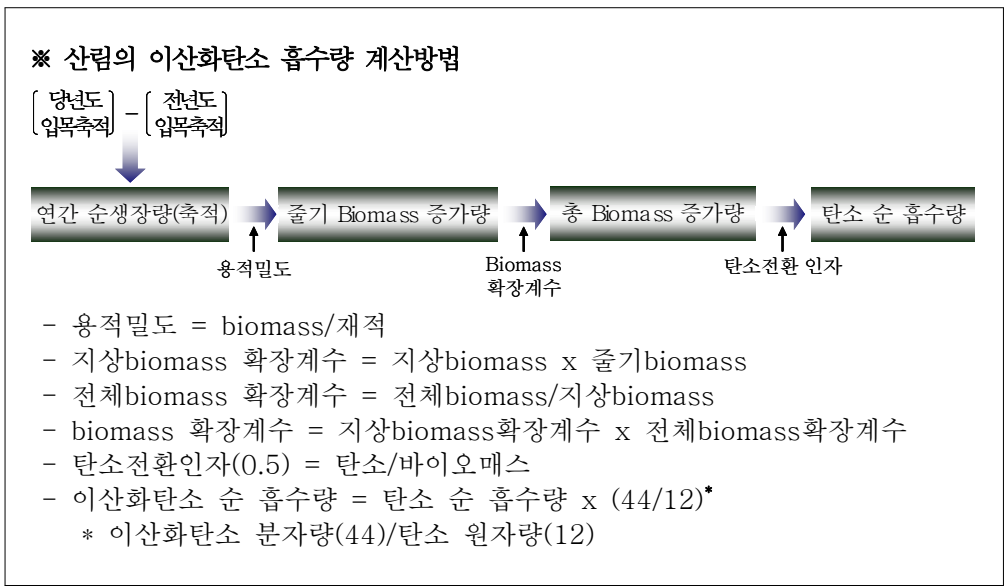 ※ 산림의 이산화탄소 흡수량 계산방법
당년도 입목축적 - 전년도 입목축적
연간 순생장량(축적)
줄기 Biomass 증가량
총 Biomass 증가량
탄소 순 흡수량
용적밀도
Biomass
확장계수
탄소전환 인자
- 용적밀도 = biomass/재적
- 지상biomass 확장계수 = 지상biomass x 줄기biomass
- 전체biomass 확장계수 = 전체biomass/지상biomass
- biomass 확장계수 = 지상biomass확장계수 x 전체biomass확장계수
- 탄소전환인자(0.5) = 탄소/바이오매스
- 이산화탄소 순 흡수량 = 탄소 순 흡수량 x (44/12)*
* 이산화탄소 분자량(44)/탄소 원자량(12)